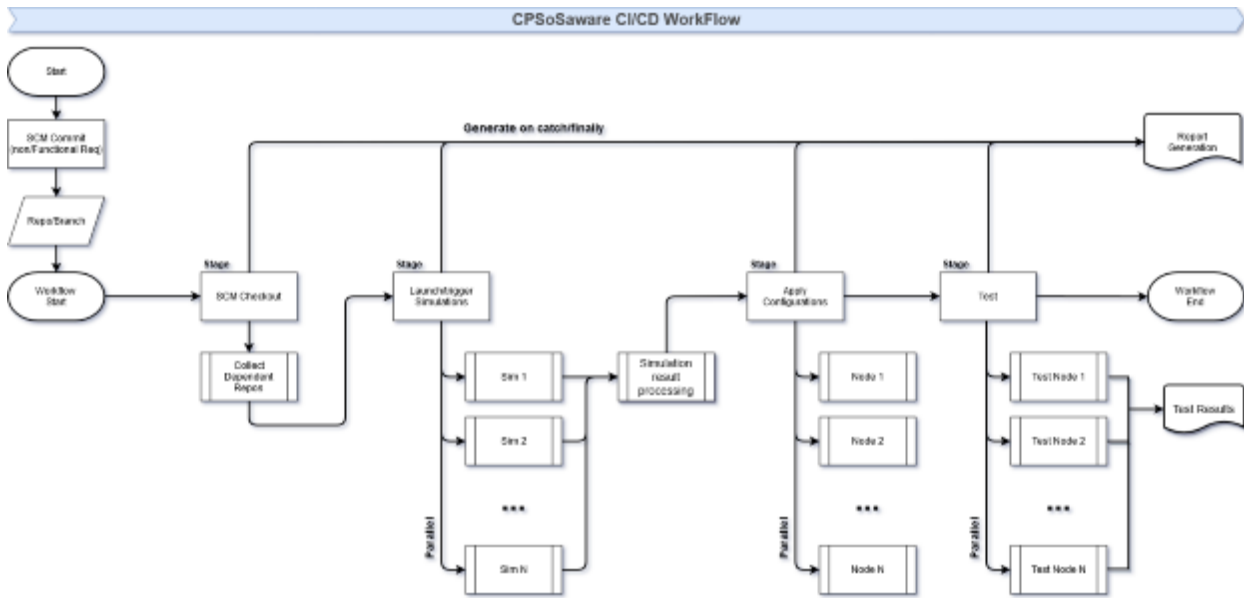 CPSoSaware CI/CD WorkFlow
Start
SCM Commit
(non/Functional Req)
Repo/Branch
Workflow
Start
Generate on catch/finally
Report
Generation
Stage
SCM Checkout
Collect
Dependent
Repos
Stage
Launch/trigger
Simulations
Parallel
Sim 1
Sim 2
...
Sim N
Simulation
result
processing
Stage
Apply
Configurations
Parallel
Node 1
Node 2
...
Node N
Stage
Test
Parallel
Test Node 1
Test Node 2
...
Test Node N
Workflow
End
Test Results